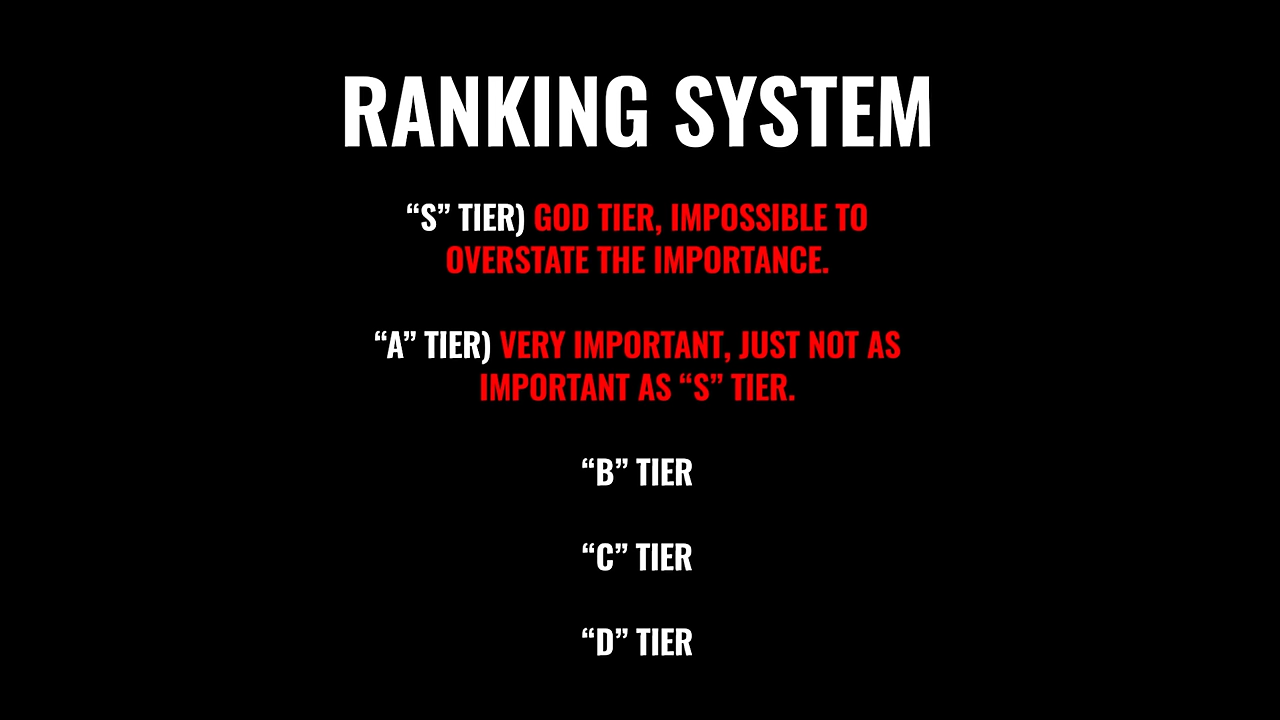 RANKING SYSTEM
“S” TIER) GOD TIER, IMPOSSIBLE TO
OVERSTATE THE IMPORTANCE.
“A” TIER) VERY IMPORTANT, JUST NOT AS
IMPORTANT AS “S” TIER.
“B” TIER
“C” TIER
“D” TIER